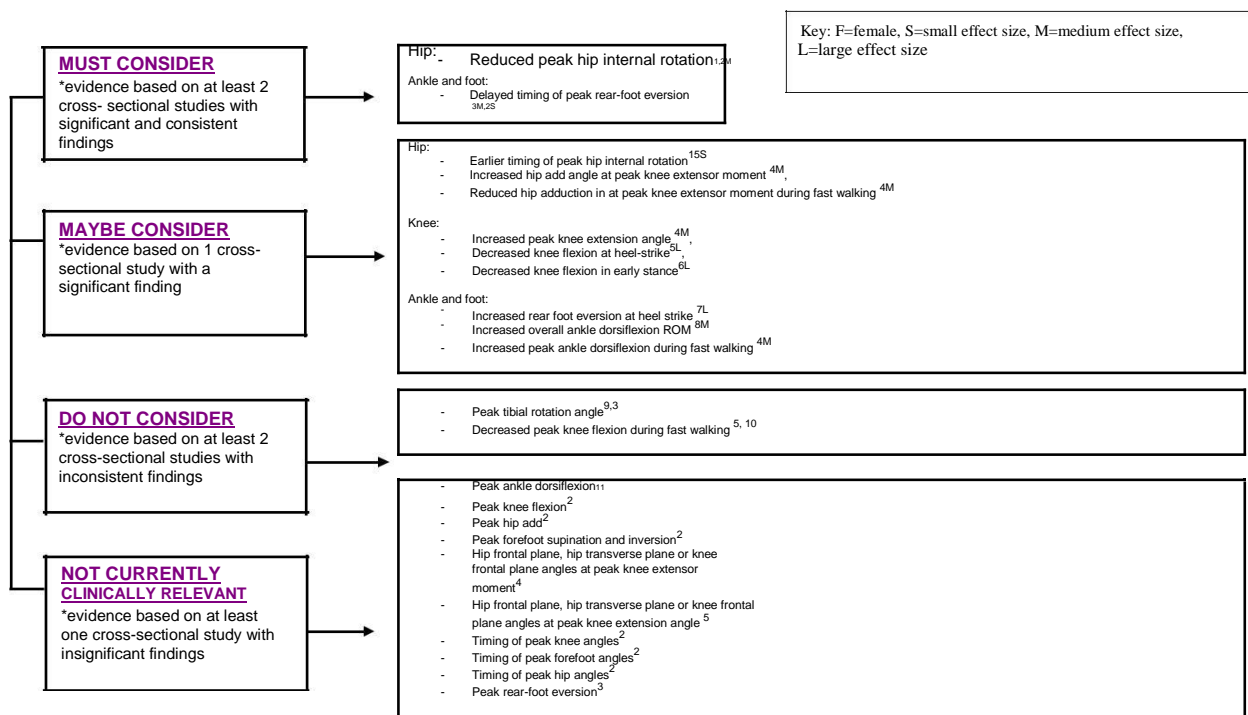 Key: F=female, S=small effect size, M=medium effect size,
L=large effect size
MUST CONSIDER
*evidence based on at least 2
cross- sectional studies with
significant and consistent
findings
Hip:
- Reduced peak hip internal rotation1,2M
Ankle and foot:
- Delayed timing of peak rear-foot eversion
3M,2S
MAYBE CONSIDER
*evidence based on 1 cross-
sectional study with a
significant finding
Hip:
- Earlier timing of peak hip internal rotation15S
- Increased hip add angle at peak knee extensor moment 4M,
- Reduced hip adduction in at peak knee extensor moment during fast walking 4M
Knee:
- Increased peak knee extension angle 4M,
- Decreased knee flexion at heel-strike5L,
- Decreased knee flexion in early stance6L
Ankle and foot:
- Increased rear foot eversion at heel strike 7L
- Increased overall ankle dorsiflexion ROM 8M
- Increased peak ankle dorsiflexion during fast walking 4M
DO NOT CONSIDER
*evidence based on at least 2
cross-sectional studies with
inconsistent findings
- Peak tibial rotation angle9,3
- Decreased peak knee flexion during fast walking 5, 10
NOT CURRENTLY
CLINICALLY RELEVANT
*evidence based on at least
one cross-sectional study with
insignificant findings
- Peak ankle dorsiflexion11
- Peak knee flexion2
- Peak hip add2
- Peak forefoot supination and inversion2
- Hip frontal plane, hip transverse plane or knee
frontal plane angles at peak knee extensor
moment4
- Hip frontal plane, hip transverse plane or knee frontal
plane angles at peak knee extension angle 5
- Timing of peak knee angles2
- Timing of peak forefoot angles2
- Timing of peak hip angles2
- Peak rear-foot eversion3